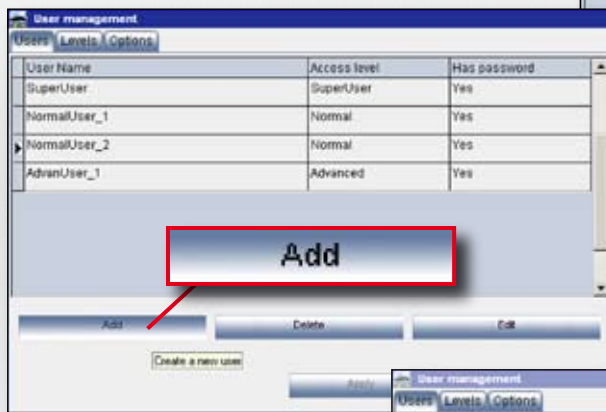 User management
Users Levels Options
User Name Access level Has password
SuperUser SuperUser Yes
NormalUser_1 Normal Yes
NormalUser_2 Normal Yes
AdvanUser_1 Advanced Yes
Add
Add Delete Edit
Create a new user
Apply
User management
Users Levels Options